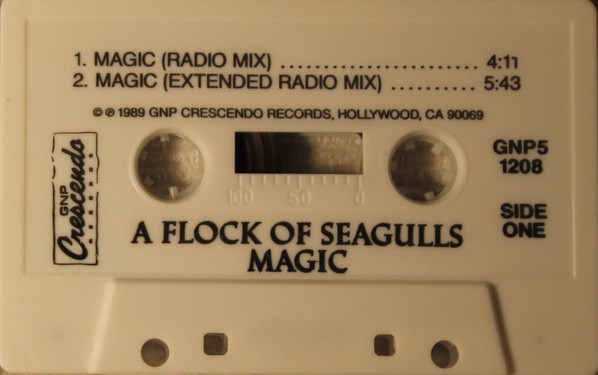 1. MAGIC (RADIO MIX) ........................ 4:11
2. MAGIC (EXTENDED RADIO MIX) .......... 5:43
© ℗ 1989 GNP CRESCENDO RECORDS, HOLLYWOOD, CA 90069
GNP
Crescendo
RECORDS
GNP5
1208
100 50 0
SIDE
ONE
A FLOCK OF SEAGULLS
MAGIC